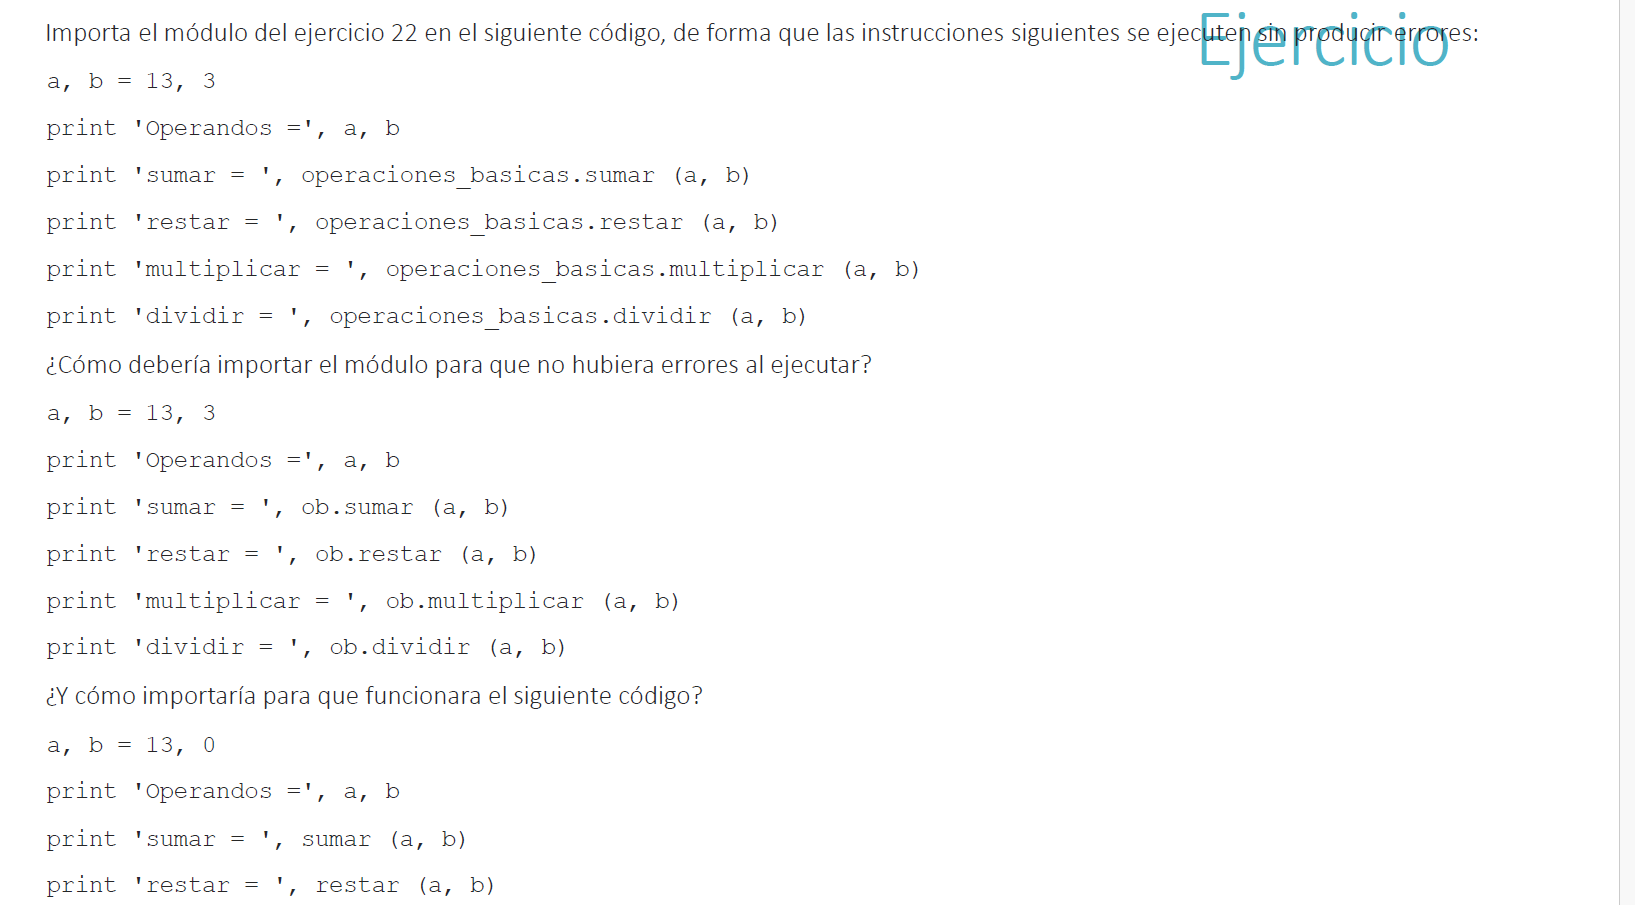 Ejercicio
Importa el módulo del ejercicio 22 en el siguiente código, de forma que las instrucciones siguientes se ejecuten sin producir errores:
a, b = 13, 3
print 'Operandos =', a, b
print 'sumar = ', operaciones_basicas.sumar (a, b)
print 'restar = ', operaciones_basicas.restar (a, b)
print 'multiplicar = ', operaciones_basicas.multiplicar (a, b)
print 'dividir = ', operaciones_basicas.dividir (a, b)
¿Cómo debería importar el módulo para que no hubiera errores al ejecutar?
a, b = 13, 3
print 'Operandos =', a, b
print 'sumar = ', ob.sumar (a, b)
print 'restar = ', ob.restar (a, b)
print 'multiplicar = ', ob.multiplicar (a, b)
print 'dividir = ', ob.dividir (a, b)
¿Y cómo importaría para que funcionara el siguiente código?
a, b = 13, 0
print 'Operandos =', a, b
print 'sumar = ', sumar (a, b)
print 'restar = ', restar (a, b)